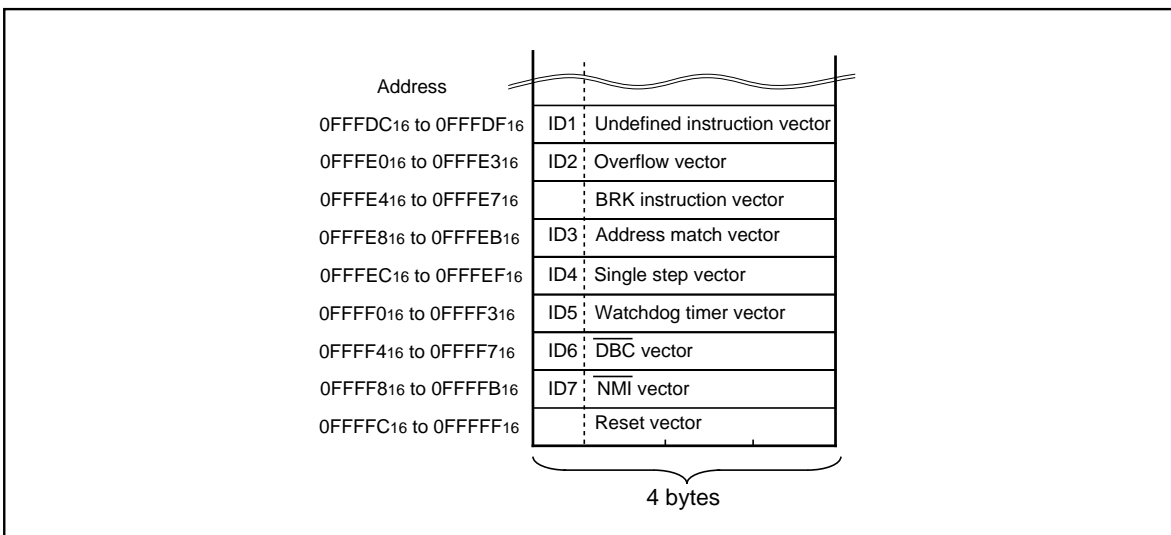 Address
0FFFDC16 to 0FFFDF16 ID1 Undefined instruction vector
0FFFE016 to 0FFFE316 ID2 Overflow vector
0FFFE416 to 0FFFE716 BRK instruction vector
0FFFE816 to 0FFFEB16 ID3 Address match vector
0FFFEC16 to 0FFFEF16 ID4 Single step vector
0FFFF016 to 0FFFF316 ID5 Watchdog timer vector
0FFFF416 to 0FFFF716 ID6 DBC vector
0FFFF816 to 0FFFFB16 ID7 NMI vector
0FFFFC16 to 0FFFFF16 Reset vector
4 bytes